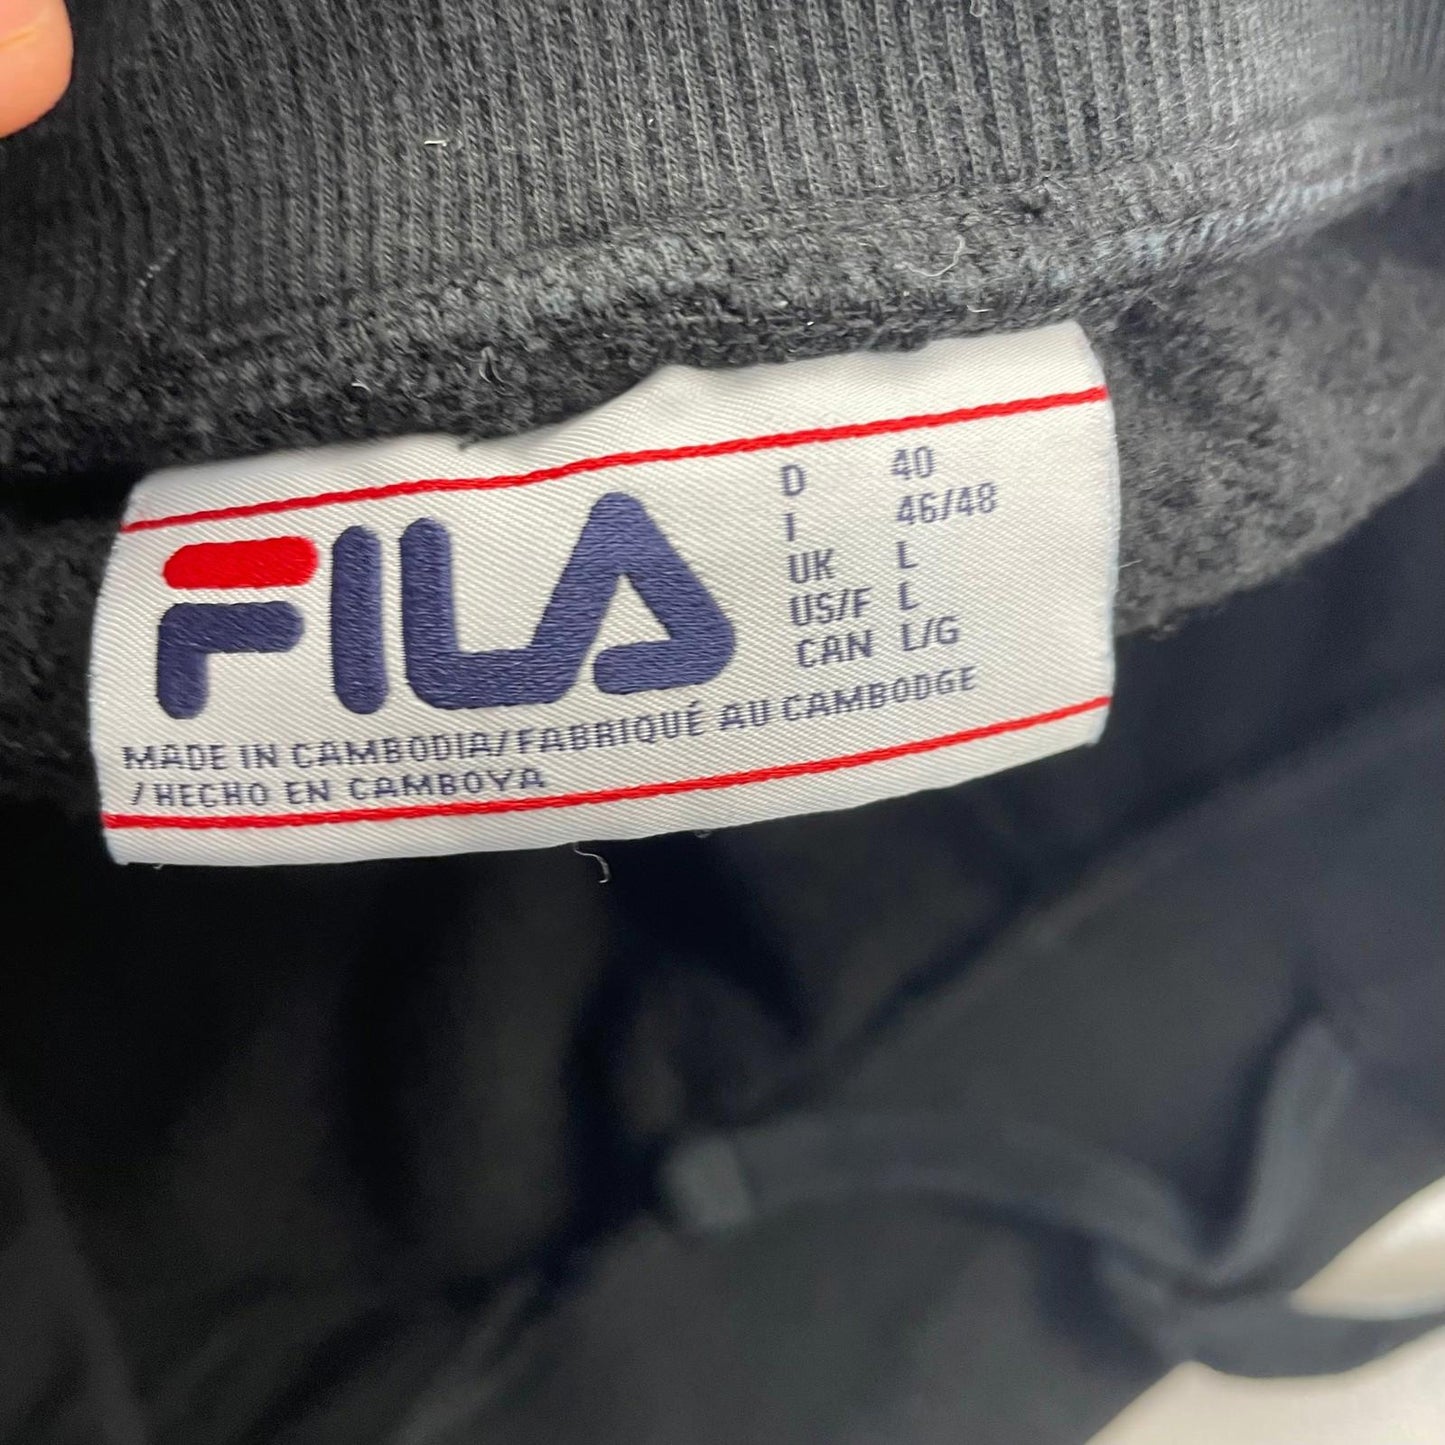 FILA
D 40
I 46/48
UK L
US/F L
CAN L/G
MADE IN CAMBODIA/FABRIQUÉ AU CAMBODGE
/HECHO EN CAMBOYA